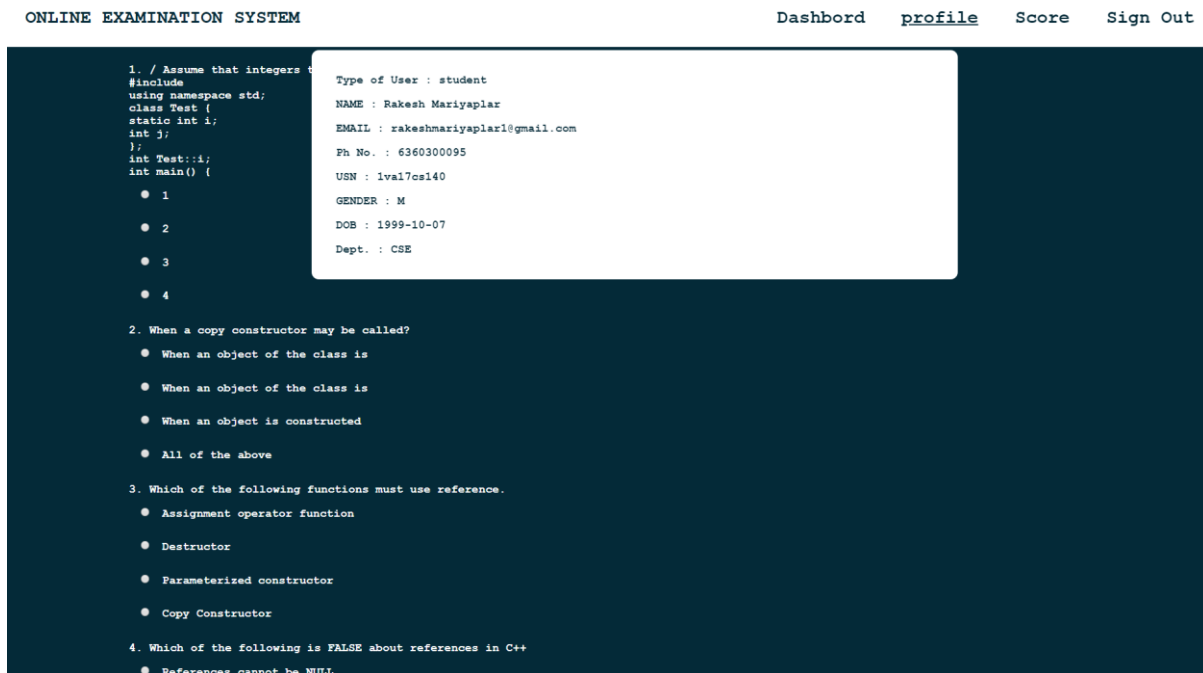 ONLINE EXAMINATION SYSTEM
Dashbord profile Score Sign Out
1. / Assume that integers
#include
using namespace std;
class Test {
static int i;
int j;
};
int Test::i;
int main() {
1
2
3
4
Type of User : student
NAME : Rakesh Mariyaplar
EMAIL : rakeshmariyaplar1@gmail.com
Ph No. : 6360300095
USN : 1va17cs140
GENDER : M
DOB : 1999-10-07
Dept. : CSE
2. When a copy constructor may be called?
When an object of the class is
When an object of the class is
When an object is constructed
All of the above
3. Which of the following functions must use reference.
Assignment operator function
Destructor
Parameterized constructor
Copy Constructor
4. Which of the following is FALSE about references in C++
References cannot be NULL